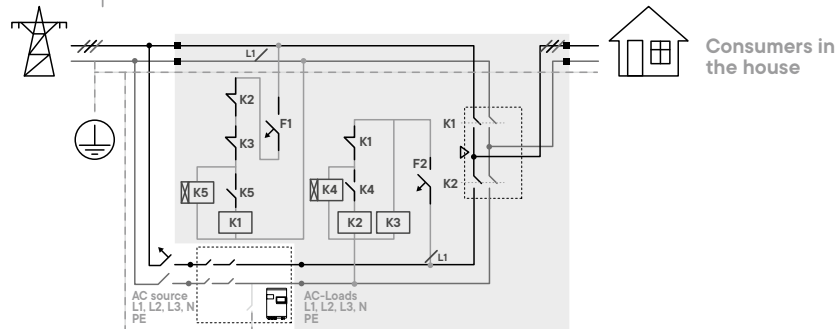 Consumers in
the house
L1
K2
F1
K1
K3
K1
F2
K5
K5
K4
K4
K2
K1
K2
K3
L1
AC source
L1, L2, L3, N
PE
AC-Loads
L1, L2, L3, N
PE